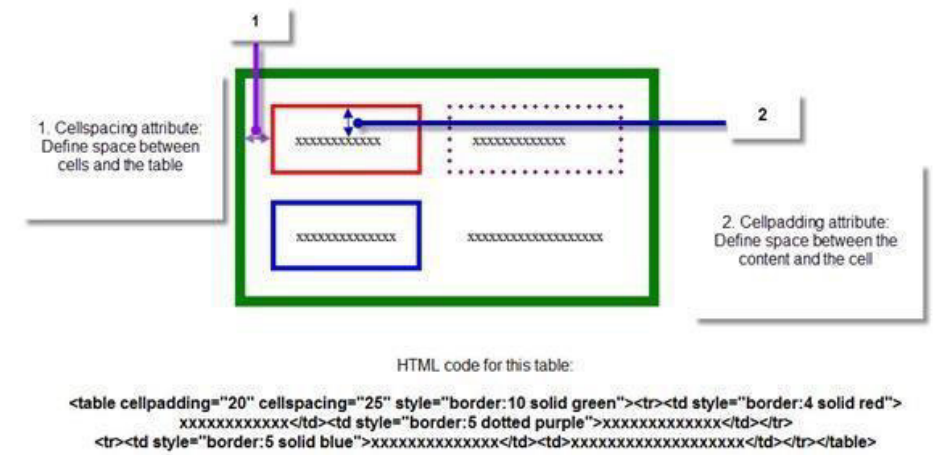 1
1. Cellspacing attribute:
Define space between
cells and the table
2
xxxxxxxxxxxx
xxxxxxxxxxxxx
xxxxxxxxxxxxxx
xxxxxxxxxxxxxxxxxxx
2. Cellpadding attribute:
Define space between the
content and the cell
HTML code for this table:
<table cellpadding="20" cellspacing="25" style="border:10 solid green"><tr><td style="border:4 solid red">
xxxxxxxxxxxx</td><td style="border:5 dotted purple">xxxxxxxxxxxxx</td></tr>
<tr><td style="border:5 solid blue">xxxxxxxxxxxxxx</td><td>xxxxxxxxxxxxxxxxxxx</td></tr></table>